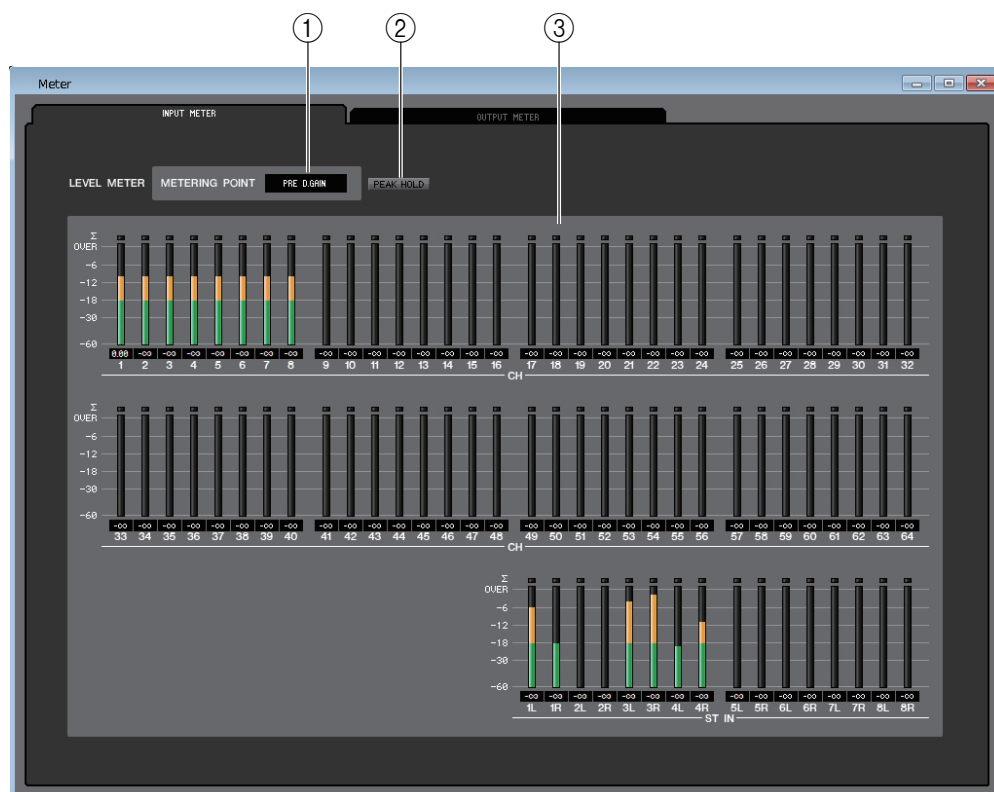 ① ② ③
Meter
INPUT METER OUTPUT METER
LEVEL METER METERING POINT PRE D.GAIN PEAK HOLD
Σ
OVER
-6
-12
-18
-30
-60
0.00 -∞ -∞ -∞ -∞ -∞ -∞ -∞ -∞ -∞ -∞ -∞ -∞ -∞ -∞ -∞ -∞ -∞ -∞ -∞ -∞ -∞ -∞ -∞ -∞ -∞ -∞ -∞ -∞ -∞ -∞ -∞
1 2 3 4 5 6 7 8 9 10 11 12 13 14 15 16 17 18 19 20 21 22 23 24 25 26 27 28 29 30 31 32
CH
Σ
OVER
-6
-12
-18
-30
-60
-∞ -∞ -∞ -∞ -∞ -∞ -∞ -∞ -∞ -∞ -∞ -∞ -∞ -∞ -∞ -∞ -∞ -∞ -∞ -∞ -∞ -∞ -∞ -∞ -∞ -∞ -∞ -∞ -∞ -∞ -∞ -∞
33 34 35 36 37 38 39 40 41 42 43 44 45 46 47 48 49 50 51 52 53 54 55 56 57 58 59 60 61 62 63 64
CH
Σ
OVER
-6
-12
-18
-30
-60
-∞ -∞ -∞ -∞ -∞ -∞ -∞ -∞ -∞ -∞ -∞ -∞ -∞ -∞ -∞ -∞
1L 1R 2L 2R 3L 3R 4L 4R 5L 5R 6L 6R 7L 7R 8L 8R
ST IN